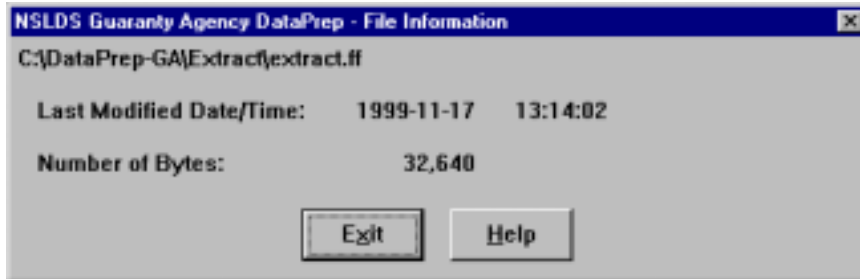 NSLDS Guaranty Agency DataPrep - File Information
C:\DataPrep-GA\Extract\extract.ff
Last Modified Date/Time: 1999-11-17 13:14:02
Number of Bytes: 32,640
Exit Help